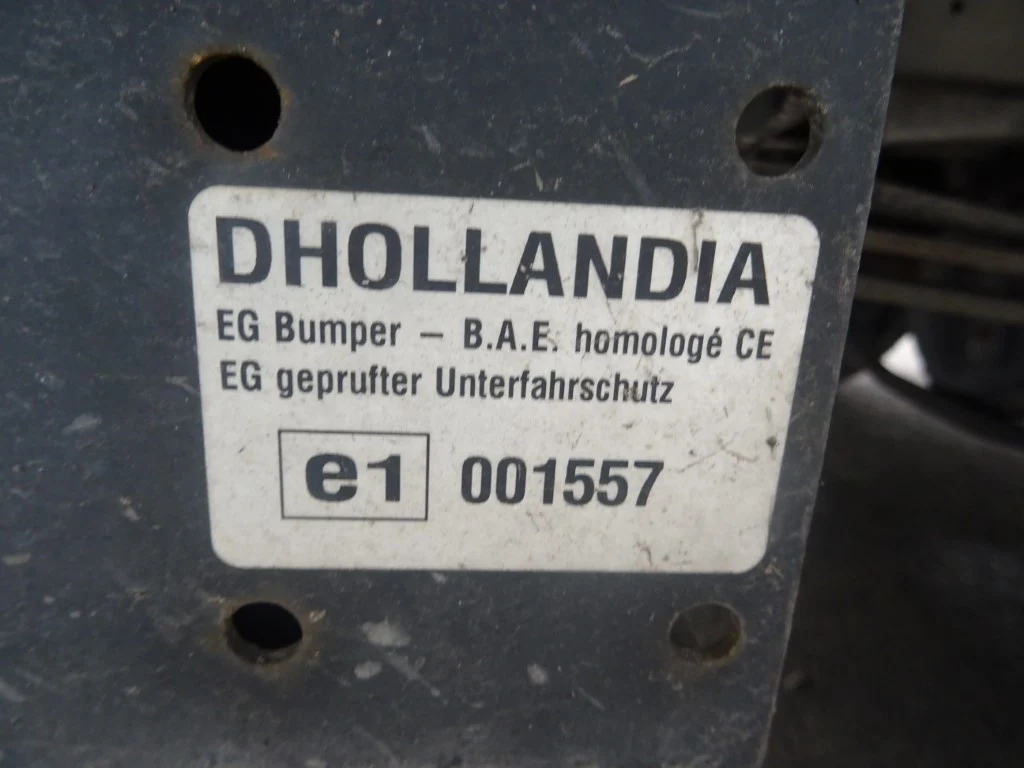 DHOLLANDIA
EG Bumper – B.A.E. homologé CE
EG geprufter Unterfahrschutz
e1 001557